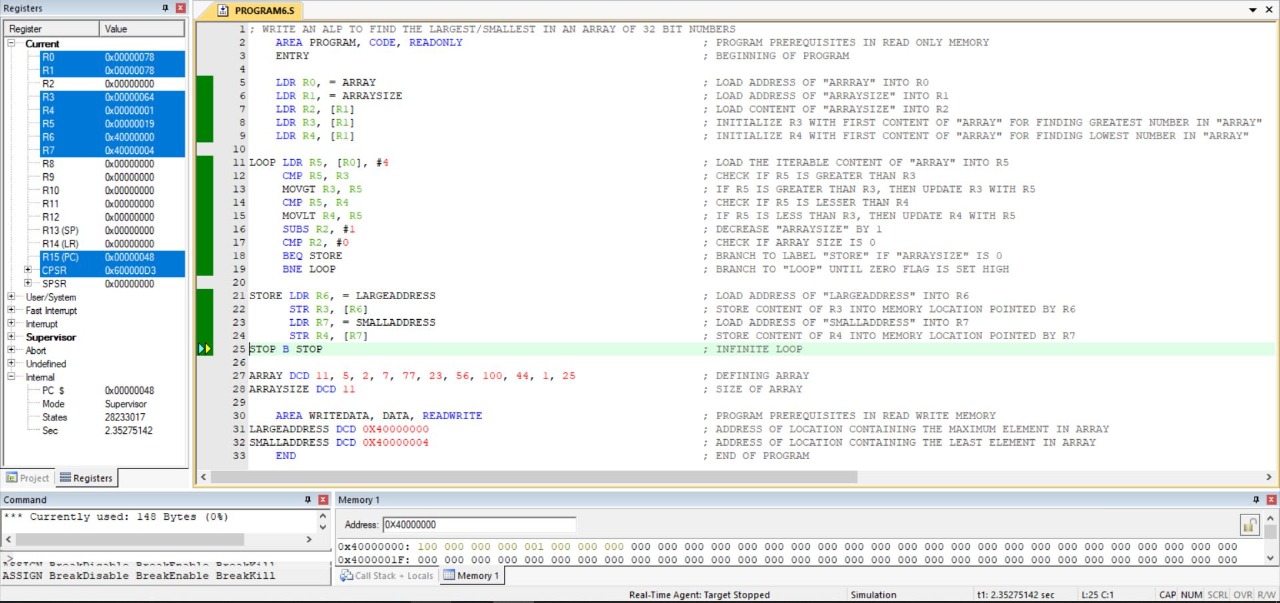 Registers
Register Value
Current
R0 0x00000078
R1 0x00000078
R2 0x00000000
R3 0x00000064
R4 0x00000001
R5 0x00000019
R6 0x40000000
R7 0x40000004
R8 0x00000000
R9 0x00000000
R10 0x00000000
R11 0x00000000
R12 0x00000000
R13 (SP) 0x00000000
R14 (LR) 0x00000000
R15 (PC) 0x00000048
CPSR 0x600000D3
SPSR 0x00000000
User/System
Fast Interrupt
Interrupt
Supervisor
Abort
Undefined
Internal
PC $ 0x00000048
Mode Supervisor
States 28233017
Sec 2.35275142
Project Registers
PROGRAM6.S
1 ; WRITE AN ALP TO FIND THE LARGEST/SMALLEST IN AN ARRAY OF 32 BIT NUMBERS
2 AREA PROGRAM, CODE, READONLY ; PROGRAM PREREQUISITES IN READ ONLY MEMORY
3 ENTRY ; BEGINNING OF PROGRAM
4
5 LDR R0, = ARRAY ; LOAD ADDRESS OF "ARRRAY" INTO R0
6 LDR R1, = ARRAYSIZE ; LOAD ADDRESS OF "ARRAYSIZE" INTO R1
7 LDR R2, [R1] ; LOAD CONTENT OF "ARRAYSIZE" INTO R2
8 LDR R3, [R1] ; INITIALIZE R3 WITH FIRST CONTENT OF "ARRAY" FOR FINDING GREATEST NUMBER IN "ARRAY"
9 LDR R4, [R1] ; INITIALIZE R4 WITH FIRST CONTENT OF "ARRAY" FOR FINDING LOWEST NUMBER IN "ARRAY"
10
11 LOOP LDR R5, [R0], #4 ; LOAD THE ITERABLE CONTENT OF "ARRAY" INTO R5
12 CMP R5, R3 ; CHECK IF R5 IS GREATER THAN R3
13 MOVGT R3, R5 ; IF R5 IS GREATER THAN R3, THEN UPDATE R3 WITH R5
14 CMP R5, R4 ; CHECK IF R5 IS LESSER THAN R4
15 MOVLT R4, R5 ; IF R5 IS LESS THAN R3, THEN UPDATE R4 WITH R5
16 SUBS R2, #1 ; DECREASE "ARRAYSIZE" BY 1
17 CMP R2, #0 ; CHECK IF ARRAY SIZE IS 0
18 BEQ STORE ; BRANCH TO LABEL "STORE" IF "ARRAYSIZE" IS 0
19 BNE LOOP ; BRANCH TO "LOOP" UNTIL ZERO FLAG IS SET HIGH
20
21 STORE LDR R6, = LARGEADDRESS ; LOAD ADDRESS OF "LARGEADDRESS" INTO R6
22 STR R3, [R6] ; STORE CONTENT OF R3 INTO MEMORY LOCATION POINTED BY R6
23 LDR R7, = SMALLADDRESS ; LOAD ADDRESS OF "SMALLADDRESS" INTO R7
24 STR R4, [R7] ; STORE CONTENT OF R4 INTO MEMORY LOCATION POINTED BY R7
25 STOP B STOP ; INFINITE LOOP
26
27 ARRAY DCD 11, 5, 2, 7, 77, 23, 56, 100, 44, 1, 25 ; DEFINING ARRAY
28 ARRAYSIZE DCD 11 ; SIZE OF ARRAY
29
30 AREA WRITEDATA, DATA, READWRITE ; PROGRAM PREREQUISITES IN READ WRITE MEMORY
31 LARGEADDRESS DCD 0X40000000 ; ADDRESS OF LOCATION CONTAINING THE MAXIMUM ELEMENT IN ARRAY
32 SMALLADDRESS DCD 0X40000004 ; ADDRESS OF LOCATION CONTAINING THE LEAST ELEMENT IN ARRAY
33 END ; END OF PROGRAM
Command
*** Currently used: 148 Bytes (0%)
>
ASSIGN BreakDisable BreakEnable BreakKill
Memory 1
Address: 0X40000000
0x40000000: 100 000 000 000 001 000 000 000 000 000 000 000 000 000 000 000 000 000 000 000 000 000 000 000 000 000 000 000 000 000 000
0x4000001F: 000 000 000 000 000 000 000 000 000 000 000 000 000 000 000 000 000 000 000 000 000 000 000 000 000 000 000 000 000 000 000
Call Stack + Locals Memory 1
Real-Time Agent: Target Stopped Simulation t1: 2.35275142 sec L:25 C:1 CAP NUM SCRL OVR R/W